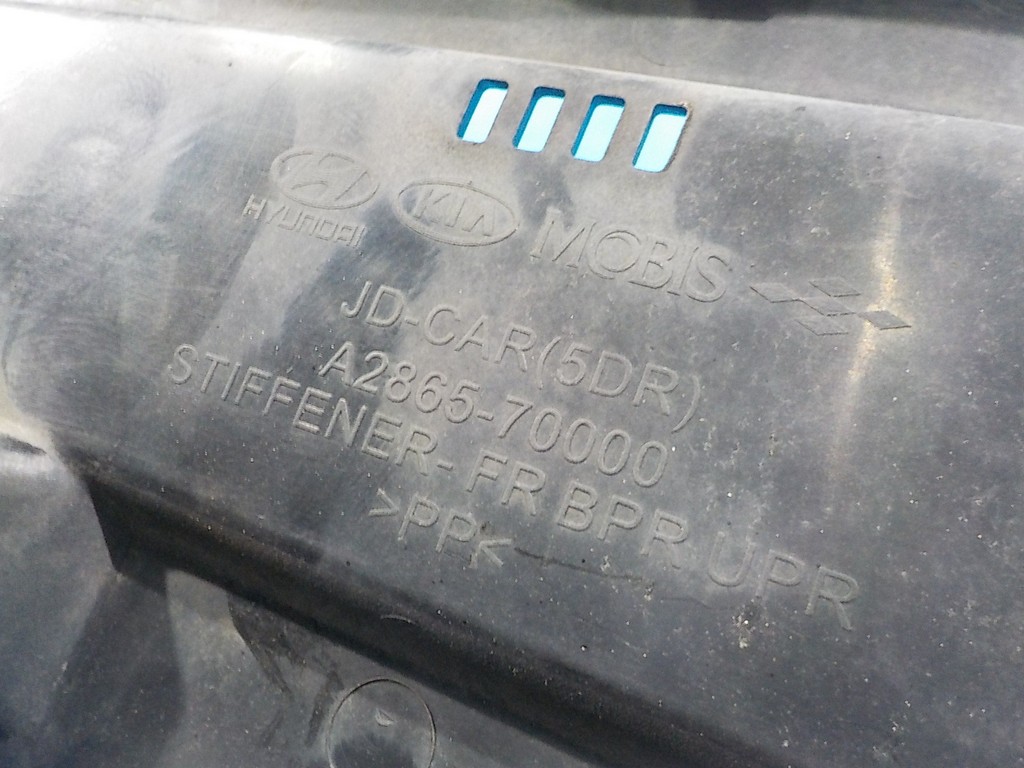 HYUNDAI KIA MOBIS
JD-CAR(5DR)
A2865-70000
STIFFENER- FR BPR UPR
>PP<